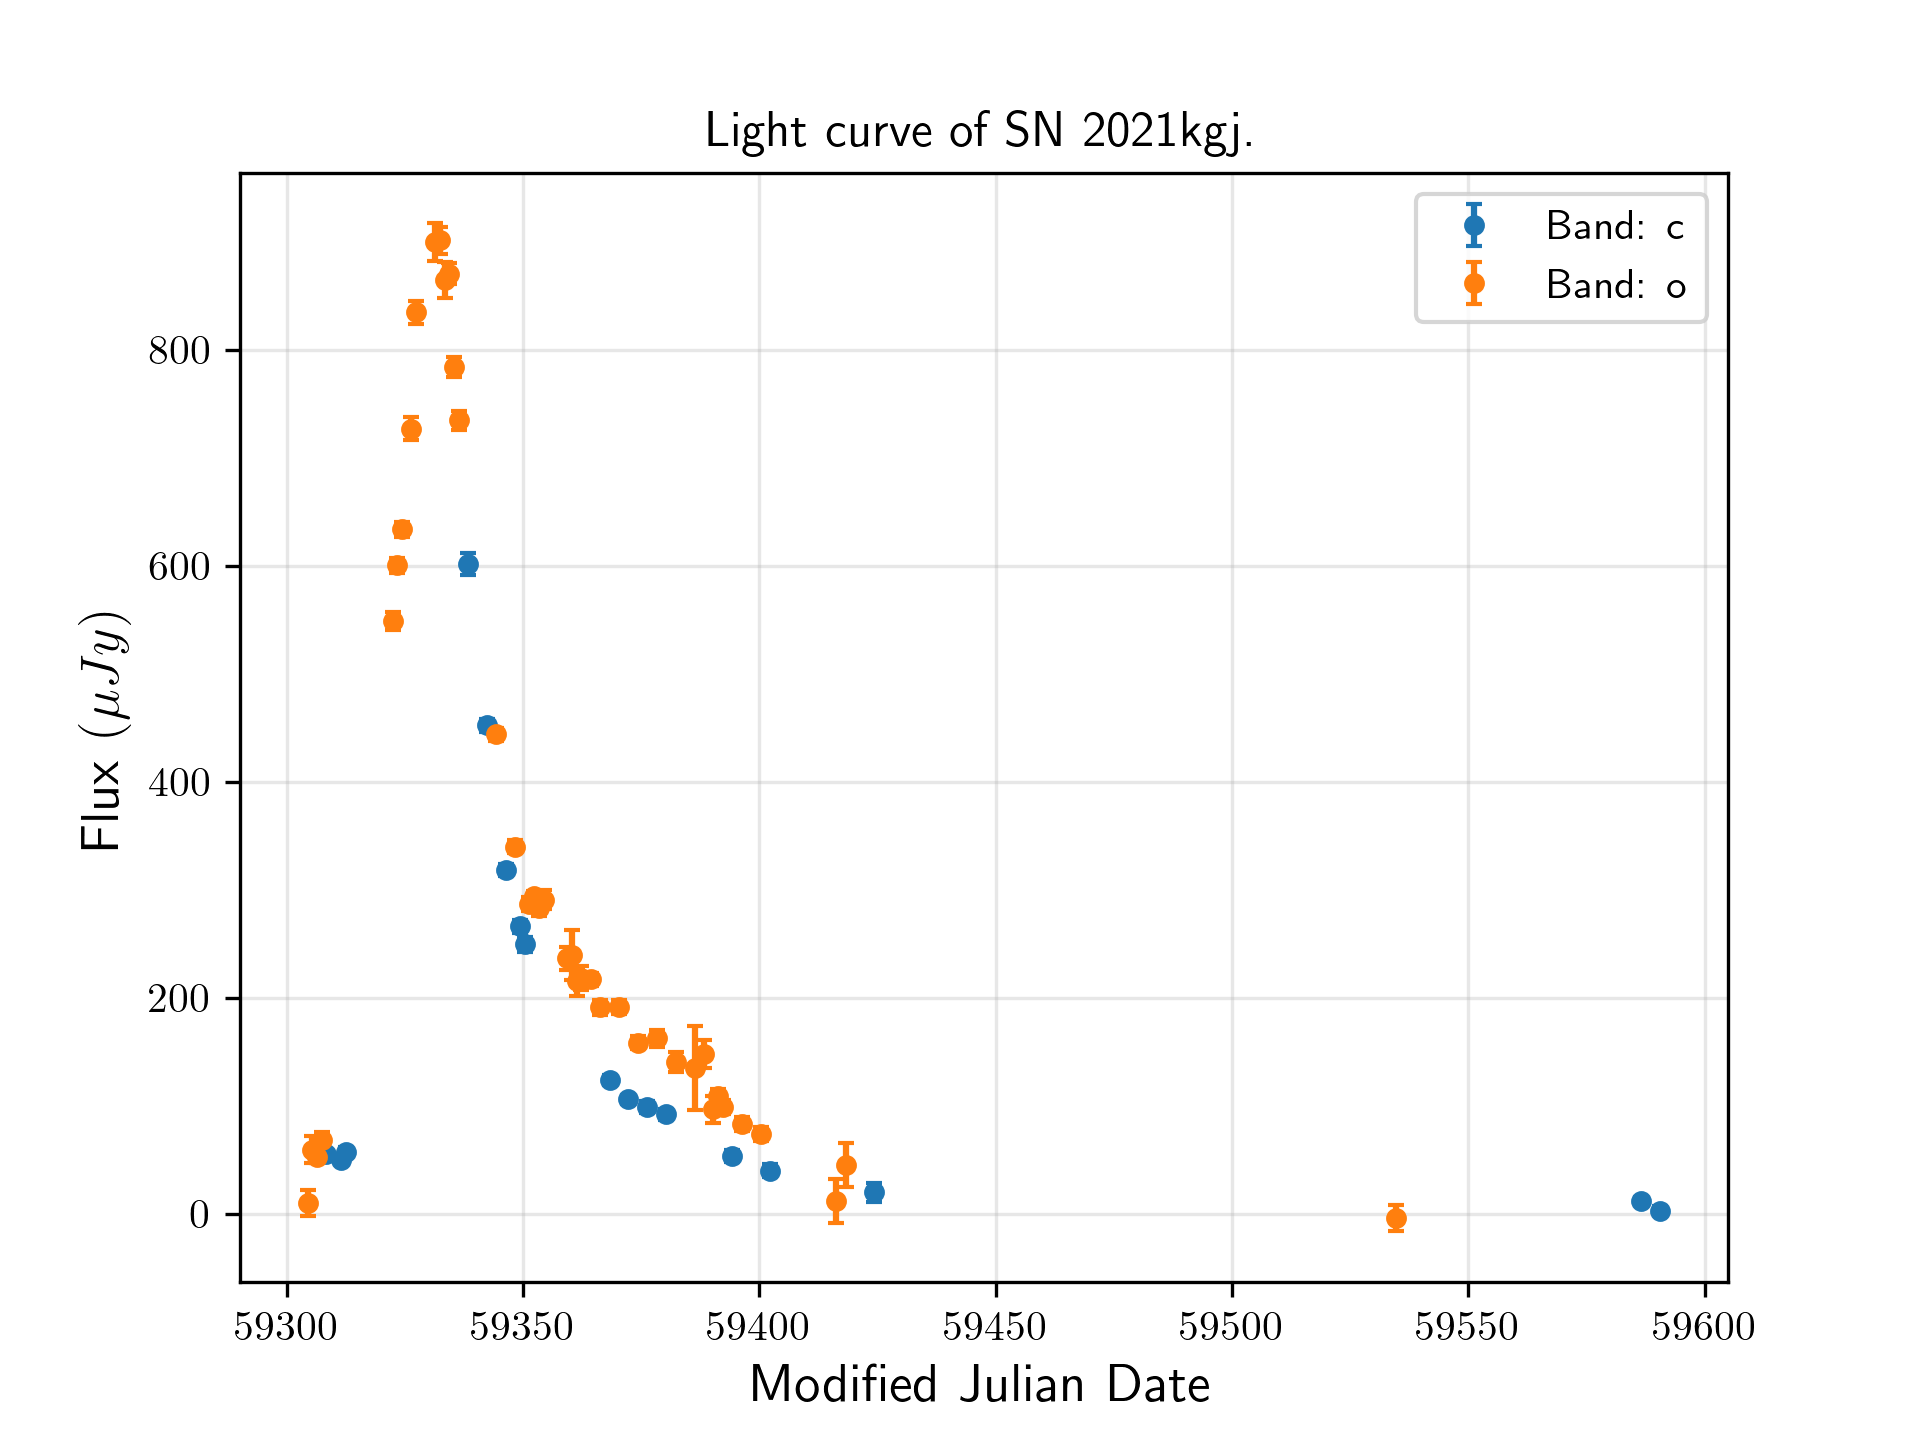 Light curve of SN 2021kgj.
Band: c
Band: o
800
600
400
200
0
Flux (μJy)
59300 59350 59400 59450 59500 59550 59600
Modified Julian Date